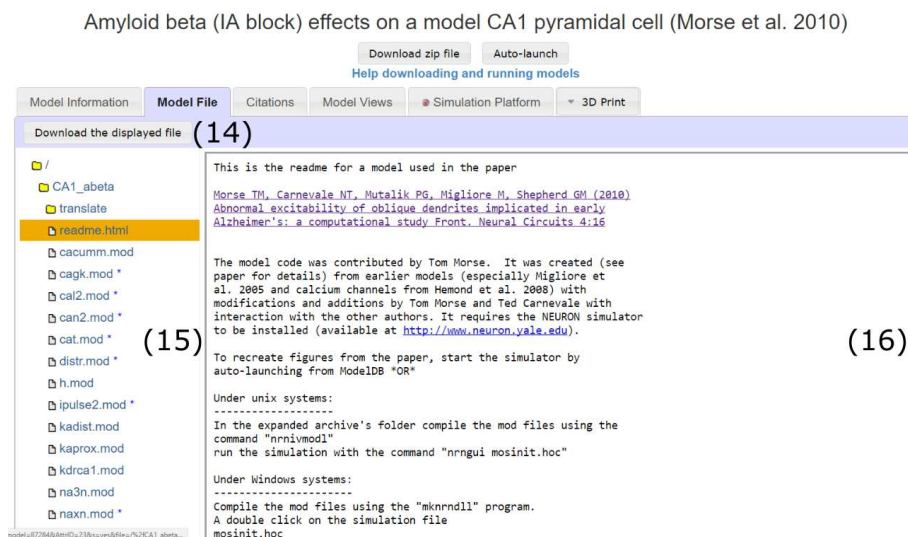 Amyloid beta (IA block) effects on a model CA1 pyramidal cell (Morse et al. 2010)
Download zip file Auto-launch
Help downloading and running models
Model Information Model File Citations Model Views Simulation Platform 3D Print
Download the displayed file (14)
/
CA1_abeta
translate
readme.html
cacumm.mod
cagk.mod *
cal2.mod *
can2.mod *
cat.mod *
distr.mod *
h.mod
ipulse2.mod *
kadist.mod
kaprox.mod
kdrca1.mod
na3n.mod
naxn.mod *
(15)
This is the readme for a model used in the paper
Morse TM, Carnevale NT, Mutalik PG, Migliore M, Shepherd GM (2010)
Abnormal excitability of oblique dendrites implicated in early
Alzheimer's: a computational study Front. Neural Circuits 4:16
The model code was contributed by Tom Morse.  It was created (see
paper for details) from earlier models (especially Migliore et
al. 2005 and calcium channels from Hemond et al. 2008) with
modifications and additions by Tom Morse and Ted Carnevale with
interaction with the other authors. It requires the NEURON simulator
to be installed (available at http://www.neuron.yale.edu).
To recreate figures from the paper, start the simulator by
auto-launching from ModelDB *OR*
Under unix systems:
-------------------
In the expanded archive's folder compile the mod files using the
command "nrnivmodl"
run the simulation with the command "nrngui mosinit.hoc"
Under Windows systems:
----------------------
Compile the mod files using the "mknrndll" program.
A double click on the simulation file
mosinit.hoc
(16)